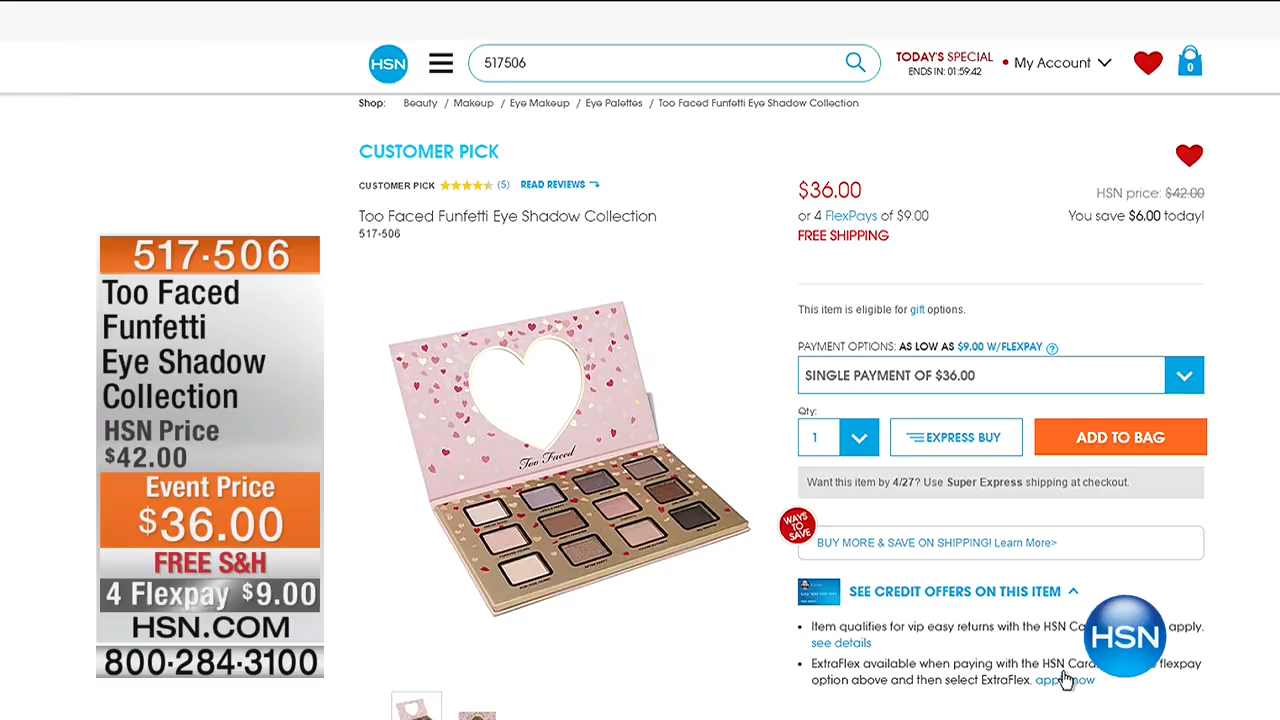 HSN
517506
TODAY'S SPECIAL
ENDS IN: 01:59:42
My Account
0
Shop: Beauty / Makeup / Eye Makeup / Eye Palettes / Too Faced Funfetti Eye Shadow Collection
CUSTOMER PICK
CUSTOMER PICK (5) READ REVIEWS
Too Faced Funfetti Eye Shadow Collection
517-506
$36.00
HSN price: $42.00
or 4 FlexPays of $9.00
You save $6.00 today!
FREE SHIPPING
This item is eligible for gift options.
PAYMENT OPTIONS: AS LOW AS $9.00 W/FLEXPAY ?
SINGLE PAYMENT OF $36.00
Qty:
1
EXPRESS BUY
ADD TO BAG
Want this item by 4/27? Use Super Express shipping at checkout.
WAYS TO SAVE
BUY MORE & SAVE ON SHIPPING! Learn More>
SEE CREDIT OFFERS ON THIS ITEM
Item qualifies for vip easy returns with the HSN apply.
see details
ExtraFlex available when paying with the HSN flexpay
option above and then select ExtraFlex.
HSN
Too Faced
517-506
Too Faced
Funfetti
Eye Shadow
Collection
HSN Price
$42.00
Event Price
$36.00
FREE S&H
4 Flexpay $9.00
HSN.COM
800-284-3100